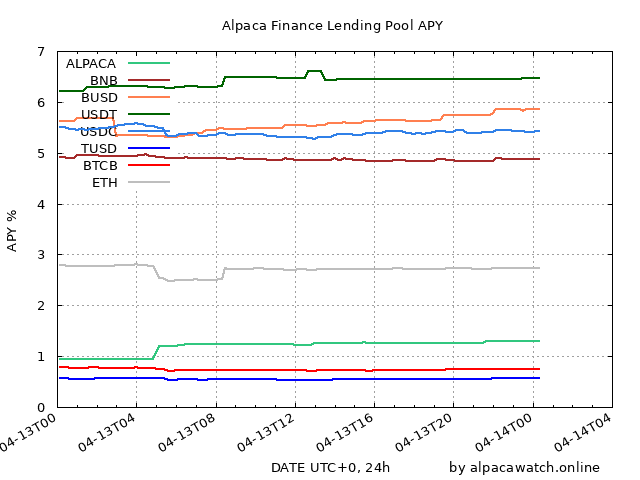 Alpaca Finance Lending Pool APY
7
6
5
4
3
2
1
0
APY %
ALPACA
BNB
BUSD
USDT
USDC
TUSD
BTCB
ETH
04-13T00
04-13T04
04-13T08
04-13T12
04-13T16
04-13T20
04-14T00
04-14T04
DATE UTC+0, 24h
by alpacawatch.online